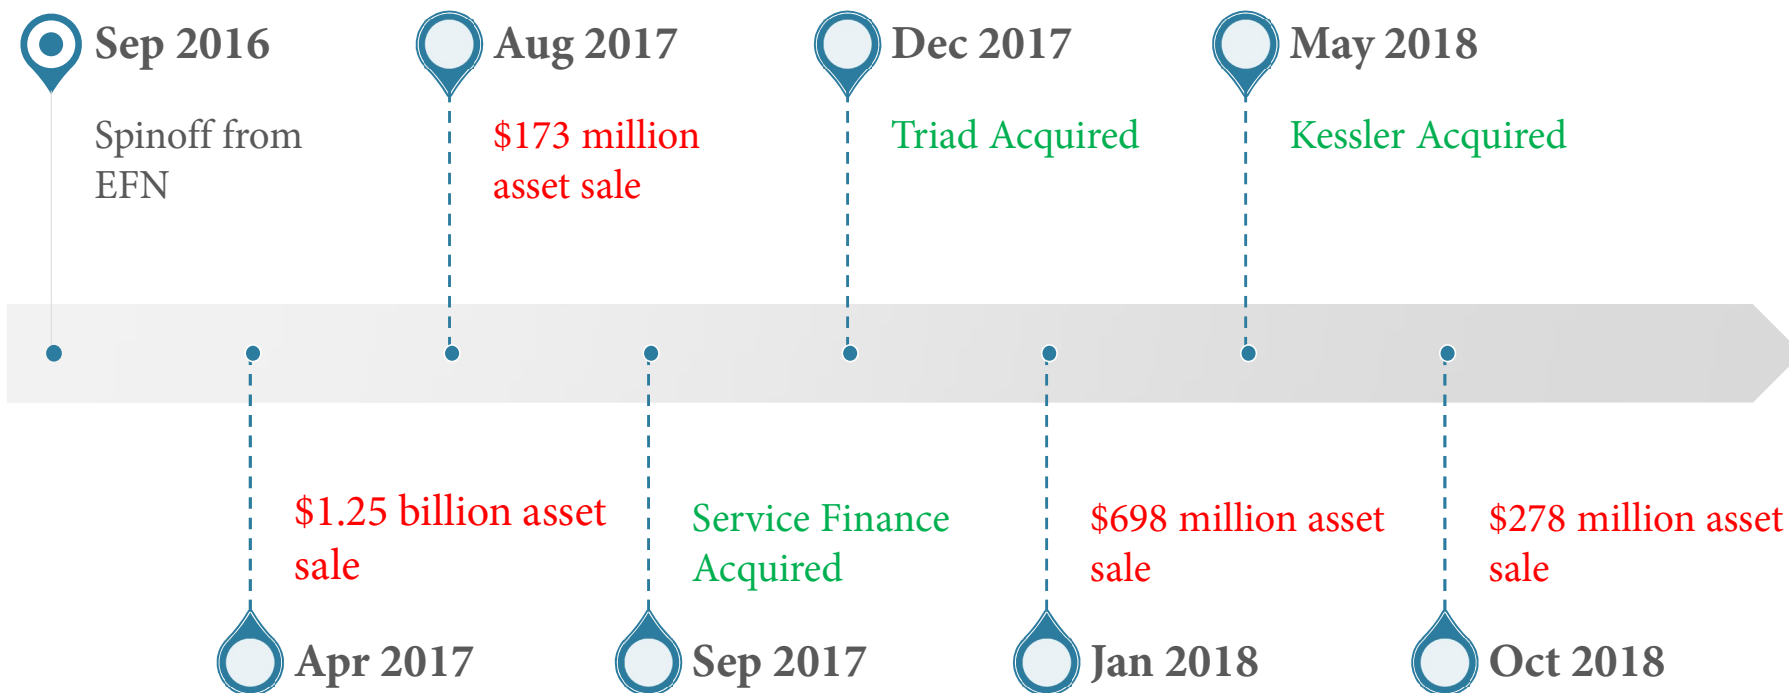 Sep 2016
Spinoff from
EFN
Aug 2017
$173 million
asset sale
Dec 2017
Triad Acquired
May 2018
Kessler Acquired
$1.25 billion asset
sale
Apr 2017
Service Finance
Acquired
Sep 2017
$698 million asset
sale
Jan 2018
$278 million asset
sale
Oct 2018